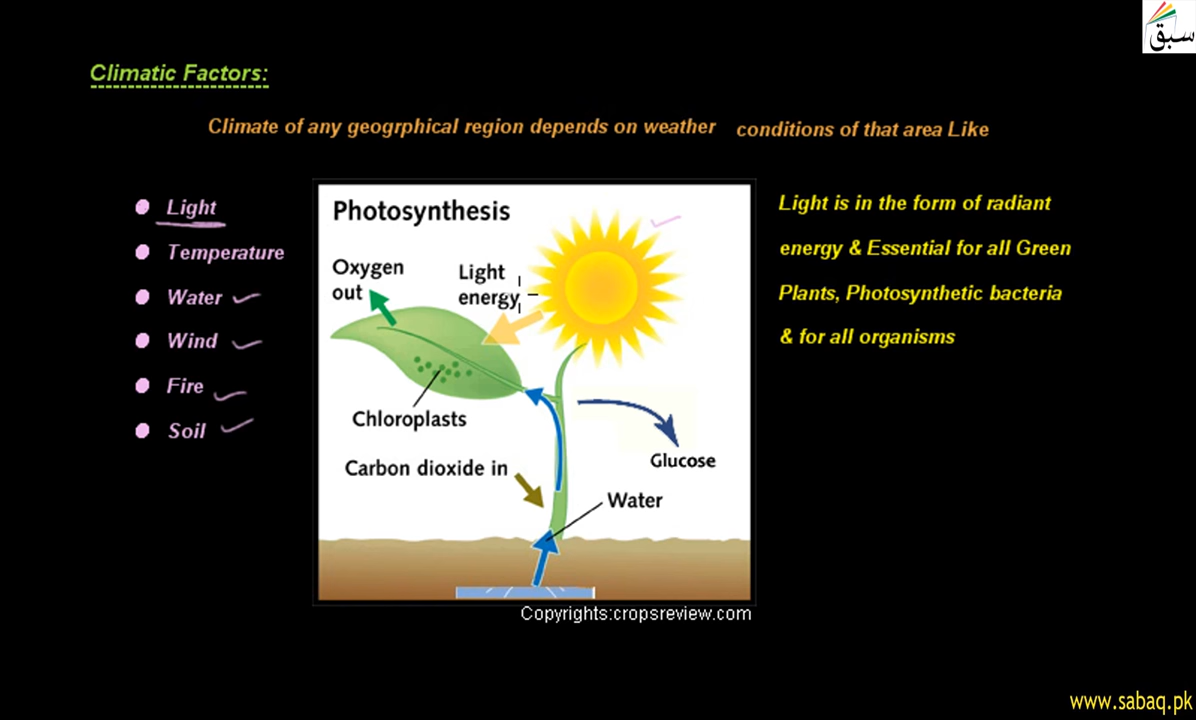 سبق
Climatic Factors:
Climate of any geogrphical region depends on weather conditions of that area Like
Light
Temperature
Water
Wind
Fire
Soil
Photosynthesis
Oxygen
out
Light
energy
Chloroplasts
Carbon dioxide in
Glucose
Water
Copyrights:cropsreview.com
Light is in the form of radiant
energy & Essential for all Green
Plants, Photosynthetic bacteria
& for all organisms
www.sabaq.pk